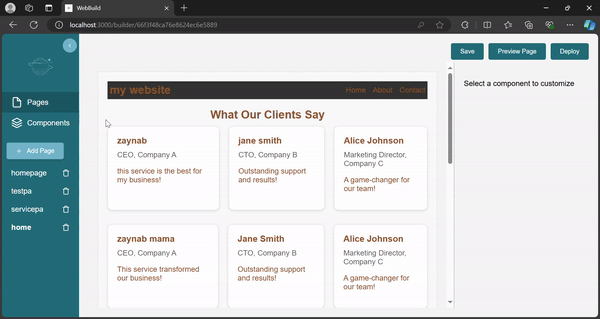 WebBuild
localhost:3000/builder/66f3f48ca76e8624ec6e5889
Save
Preview Page
Deploy
Pages
Components
+ Add Page
homepage
testpa
servicepa
home
my website
Home
About
Contact
What Our Clients Say
zaynab
CEO, Company A
this service is the best for
my business!
jane smith
CTO, Company B
Outstanding support
and results!
Alice Johnson
Marketing Director,
Company C
A game-changer for
our team!
zaynab mama
CEO, Company A
This service transformed
our business!
Jane Smith
CTO, Company B
Outstanding support
and results!
Alice Johnson
Marketing Director,
Company C
A game-changer for
our team!
Select a component to customize